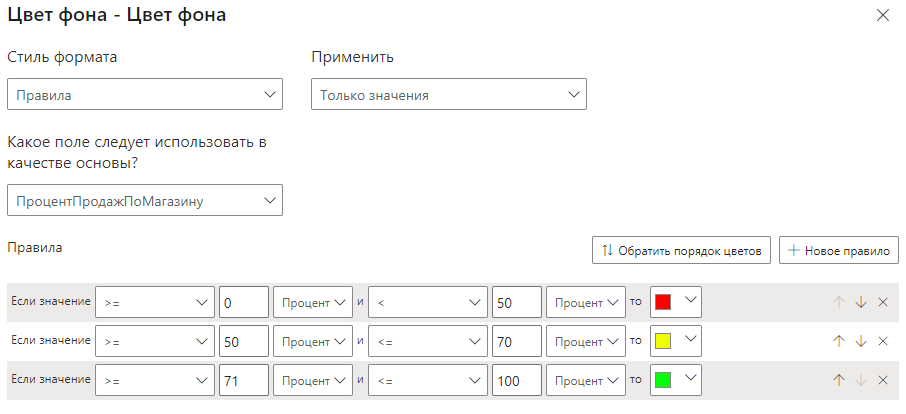 Цвет фона - Цвет фона
Стиль формата Применить
Правила Только значения
Какое поле следует использовать в
качестве основы?
ПроцентПродажПоМагазину
Правила Обратить порядок цветов Новое правило
Если значение >= 0 Процент и < 50 Процент то
Если значение >= 50 Процент и <= 70 Процент то
Если значение >= 71 Процент и <= 100 Процент то